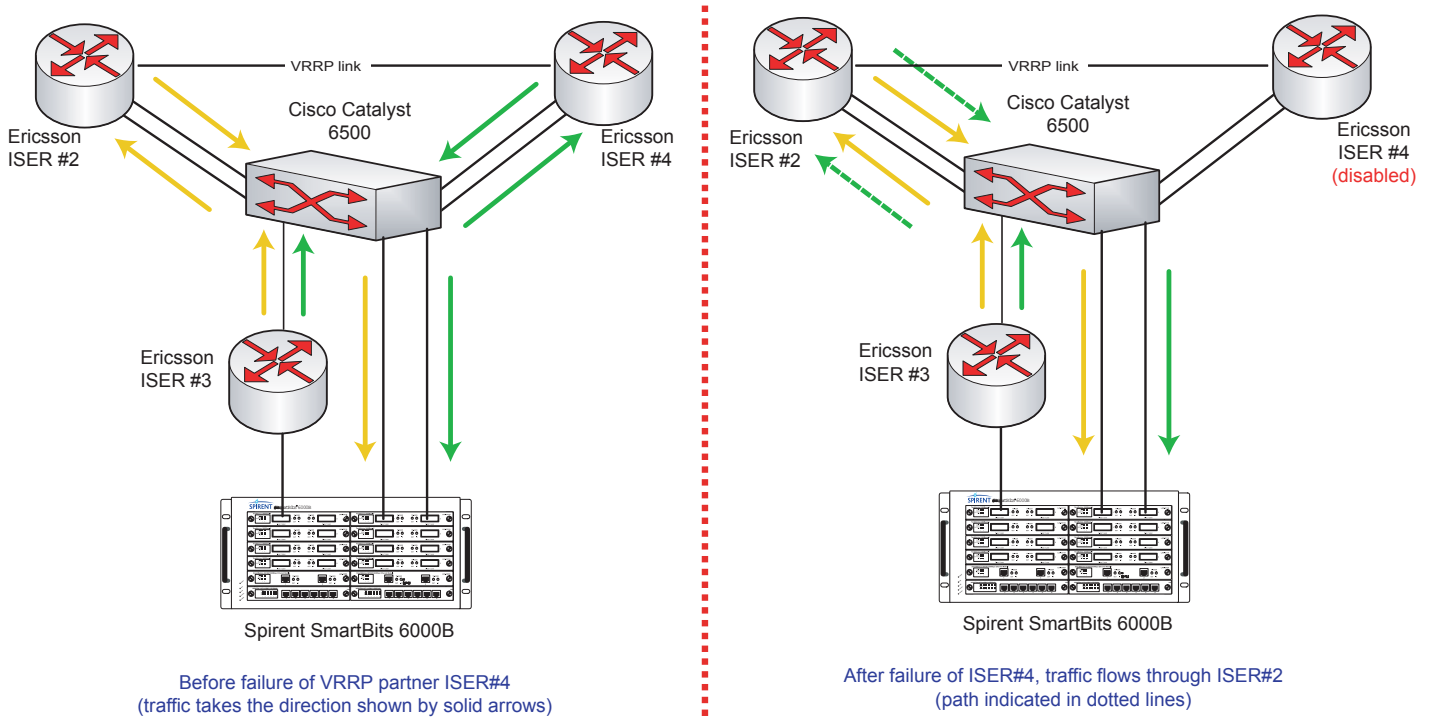 VRRP link
Cisco Catalyst
6500
Ericsson
ISER #2
Ericsson
ISER #4
Ericsson
ISER #3
SPIRENT
Spirent SmartBits 6000B
Before failure of VRRP partner ISER#4
(traffic takes the direction shown by solid arrows)
VRRP link
Cisco Catalyst
6500
Ericsson
ISER #2
Ericsson
ISER #4
(disabled)
Ericsson
ISER #3
SPIRENT
Spirent SmartBits 6000B
After failure of ISER#4, traffic flows through ISER#2
(path indicated in dotted lines)